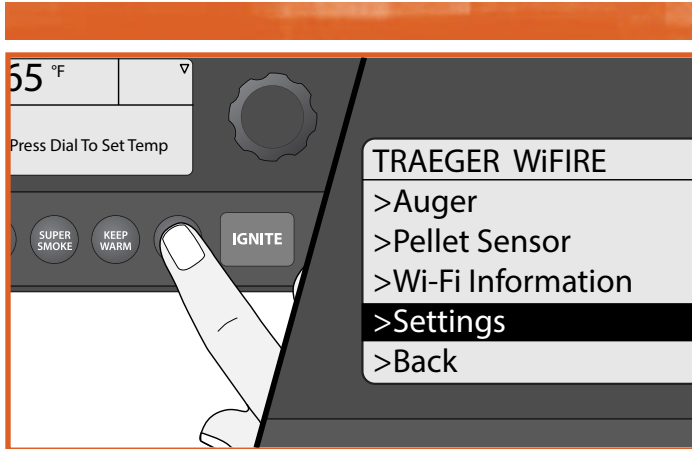 65 °F
Press Dial To Set Temp
SUPER
SMOKE
KEEP
WARM
IGNITE
TRAEGER WiFIRE
>Auger
>Pellet Sensor
>Wi-Fi Information
>Settings
>Back